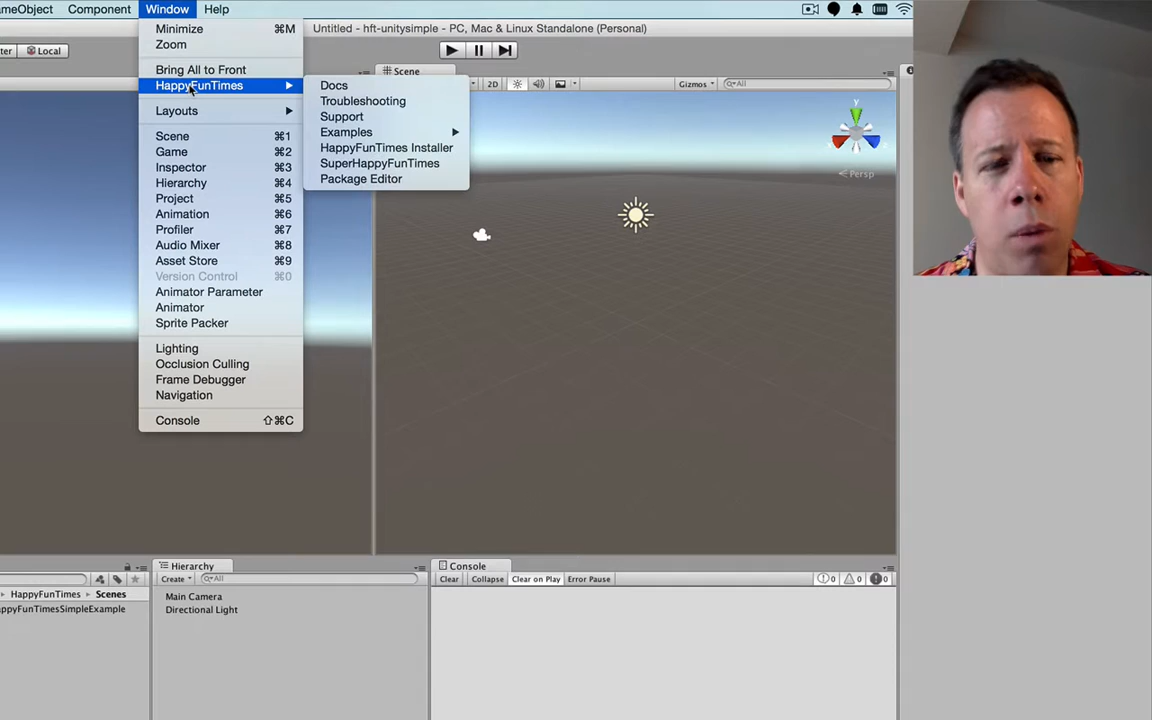 ameObject Component Window Help
Untitled - hft-unitysimple - PC, Mac & Linux Standalone (Personal)
ter Local
Minimize ⌘M
Zoom
Bring All to Front
HappyFunTimes
Layouts
Scene ⌘1
Game ⌘2
Inspector ⌘3
Hierarchy ⌘4
Project ⌘5
Animation ⌘6
Profiler ⌘7
Audio Mixer ⌘8
Asset Store ⌘9
Version Control ⌘0
Animator Parameter
Animator
Sprite Packer
Lighting
Occlusion Culling
Frame Debugger
Navigation
Console ⇧⌘C
Docs
Troubleshooting
Support
Examples
HappyFunTimes Installer
SuperHappyFunTimes
Package Editor
Scene
2D Gizmos All
y
x
z
Persp
Hierarchy
Create All
Main Camera
Directional Light
HappyFunTimes Scenes
appyFunTimesSimpleExample
Console
Clear Collapse Clear on Play Error Pause 0 0 0